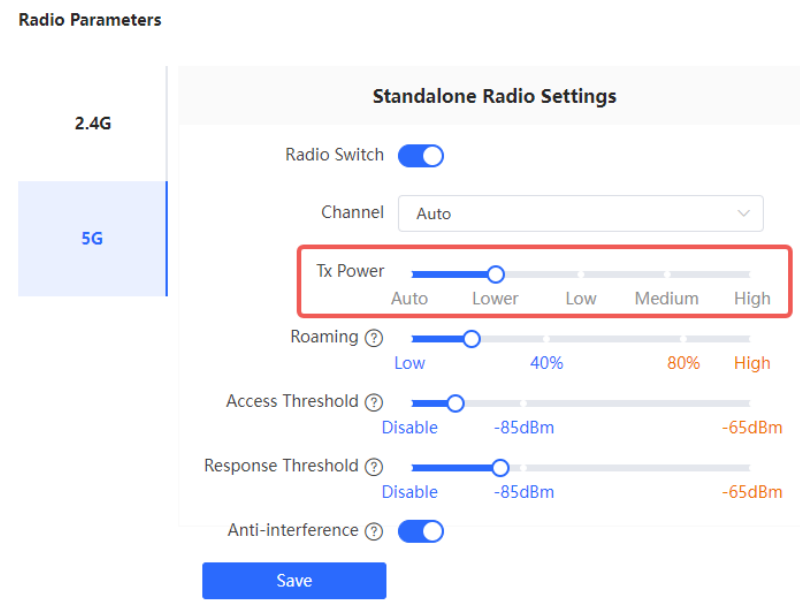 Radio Parameters
Standalone Radio Settings
2.4G
5G
Radio Switch
Channel Auto
Tx Power
Auto Lower Low Medium High
Roaming ?
Low 40% 80% High
Access Threshold ?
Disable -85dBm -65dBm
Response Threshold ?
Disable -85dBm -65dBm
Anti-interference ?
Save